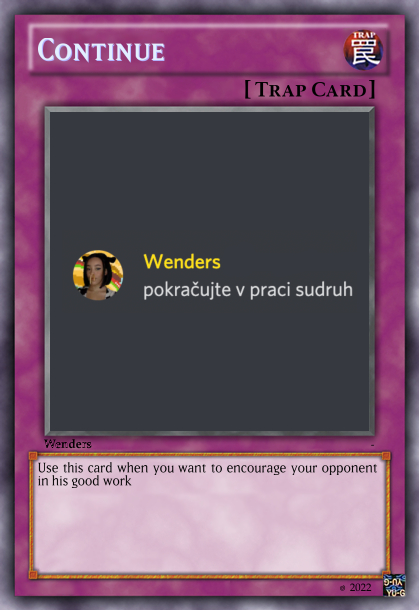 Continue
TRAP
罠
[Trap Card]
Wenders
pokračujte v praci sudruh
Wenders
-
Use this card when you want to encourage your opponent
in his good work
© 2022
YU-G